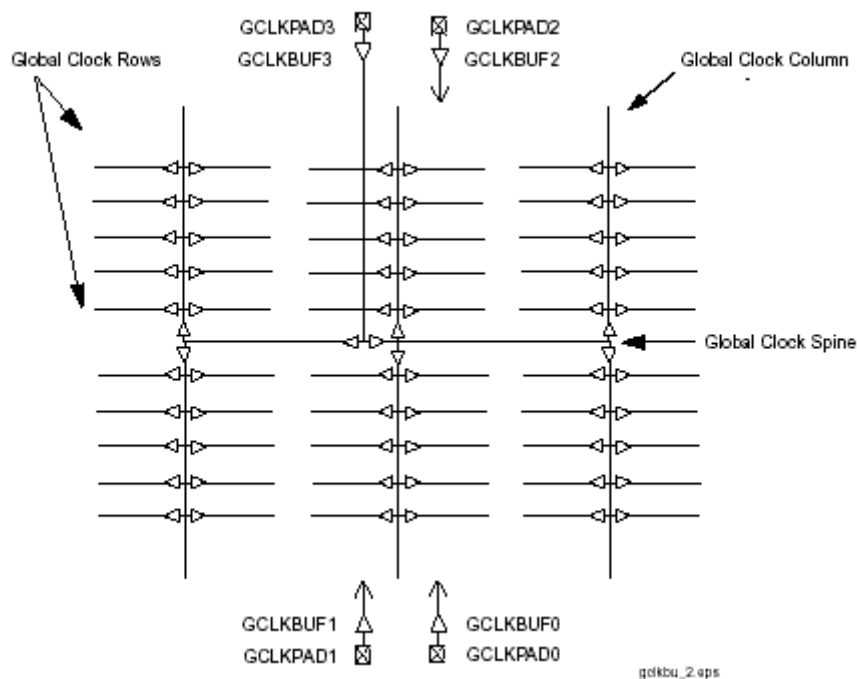 GCLKPAD3
GCLKPAD2
Global Clock Rows
GCLKBUF3
GCLKBUF2
Global Clock Column
Global Clock Spine
GCLKBUF1
GCLKBUF0
GCLKPAD1
GCLKPAD0
gclkbu_2.eps